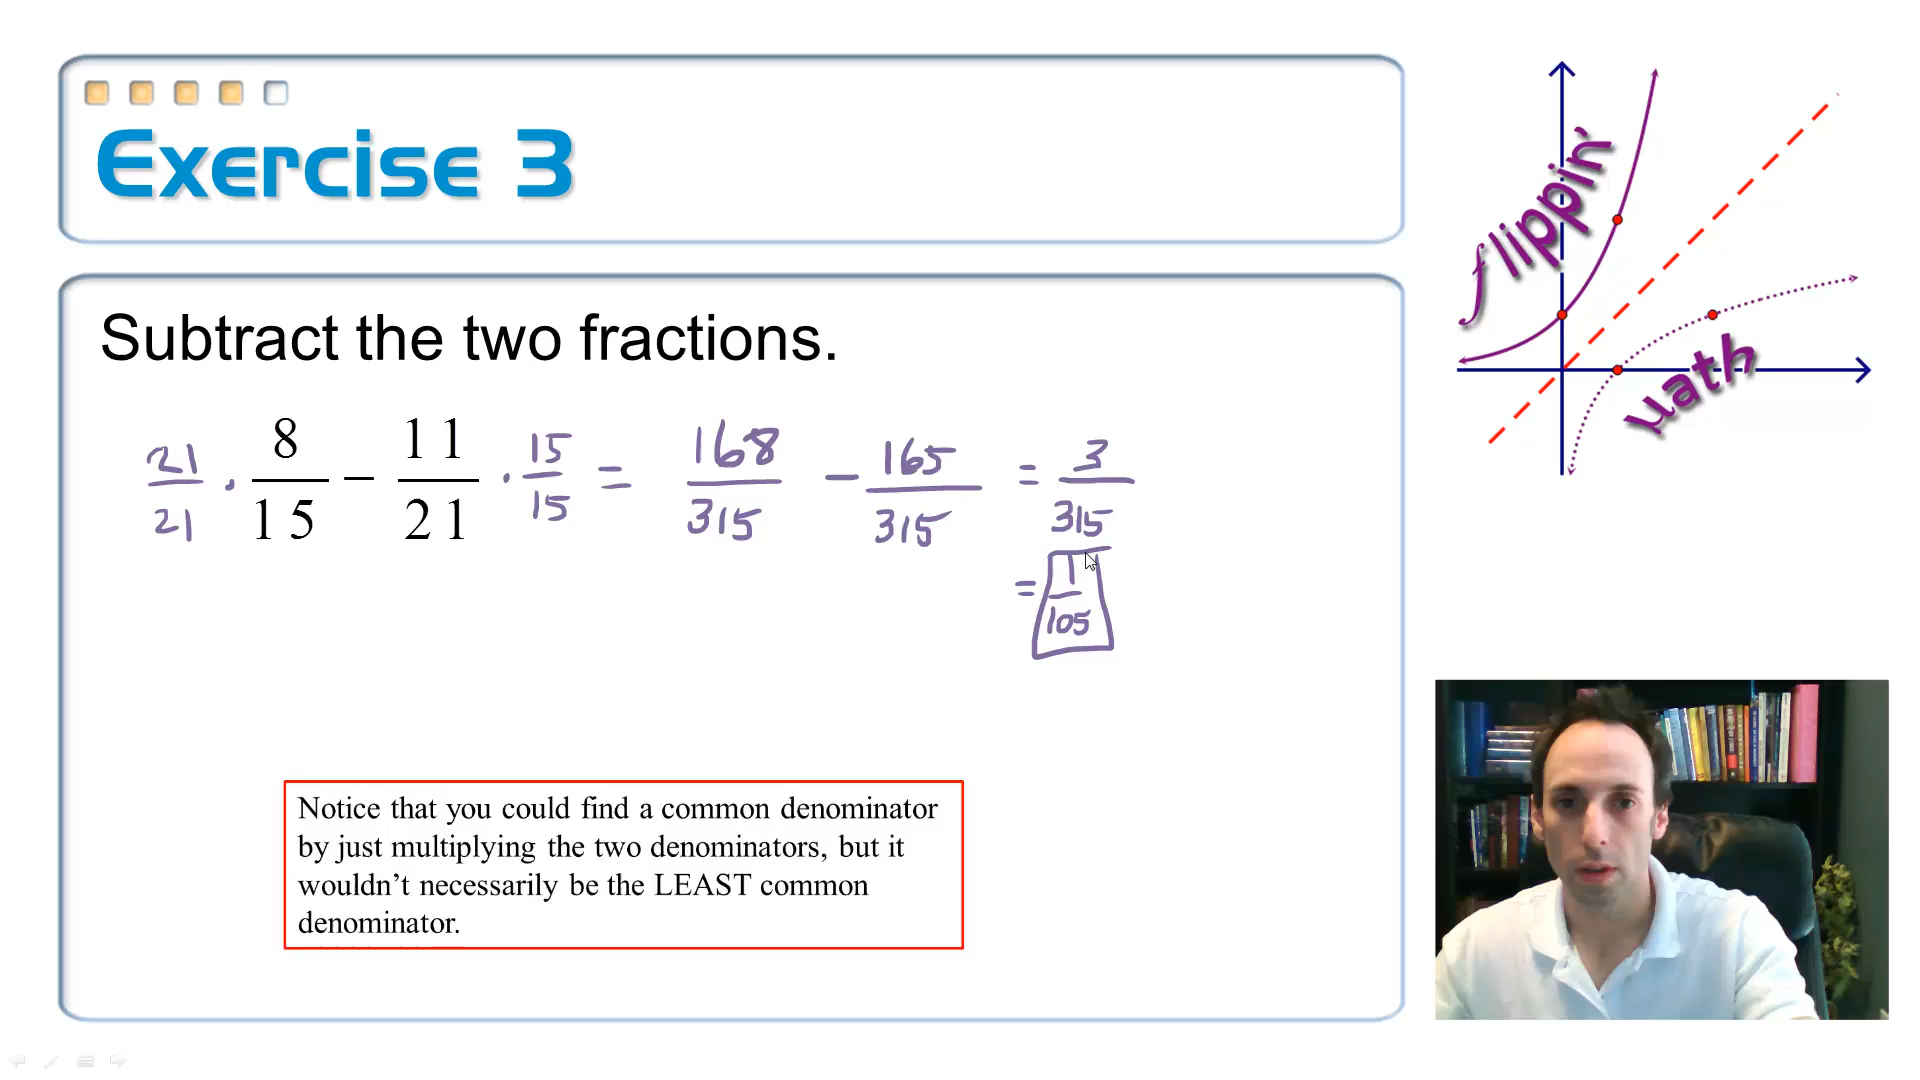 Exercise 3
flippin'
math
Subtract the two fractions.
21/21 · 8/15 − 11/21 · 15/15 = 168/315 − 165/315 = 3/315
= 1/105
Notice that you could find a common denominator
by just multiplying the two denominators, but it
wouldn't necessarily be the LEAST common
denominator.